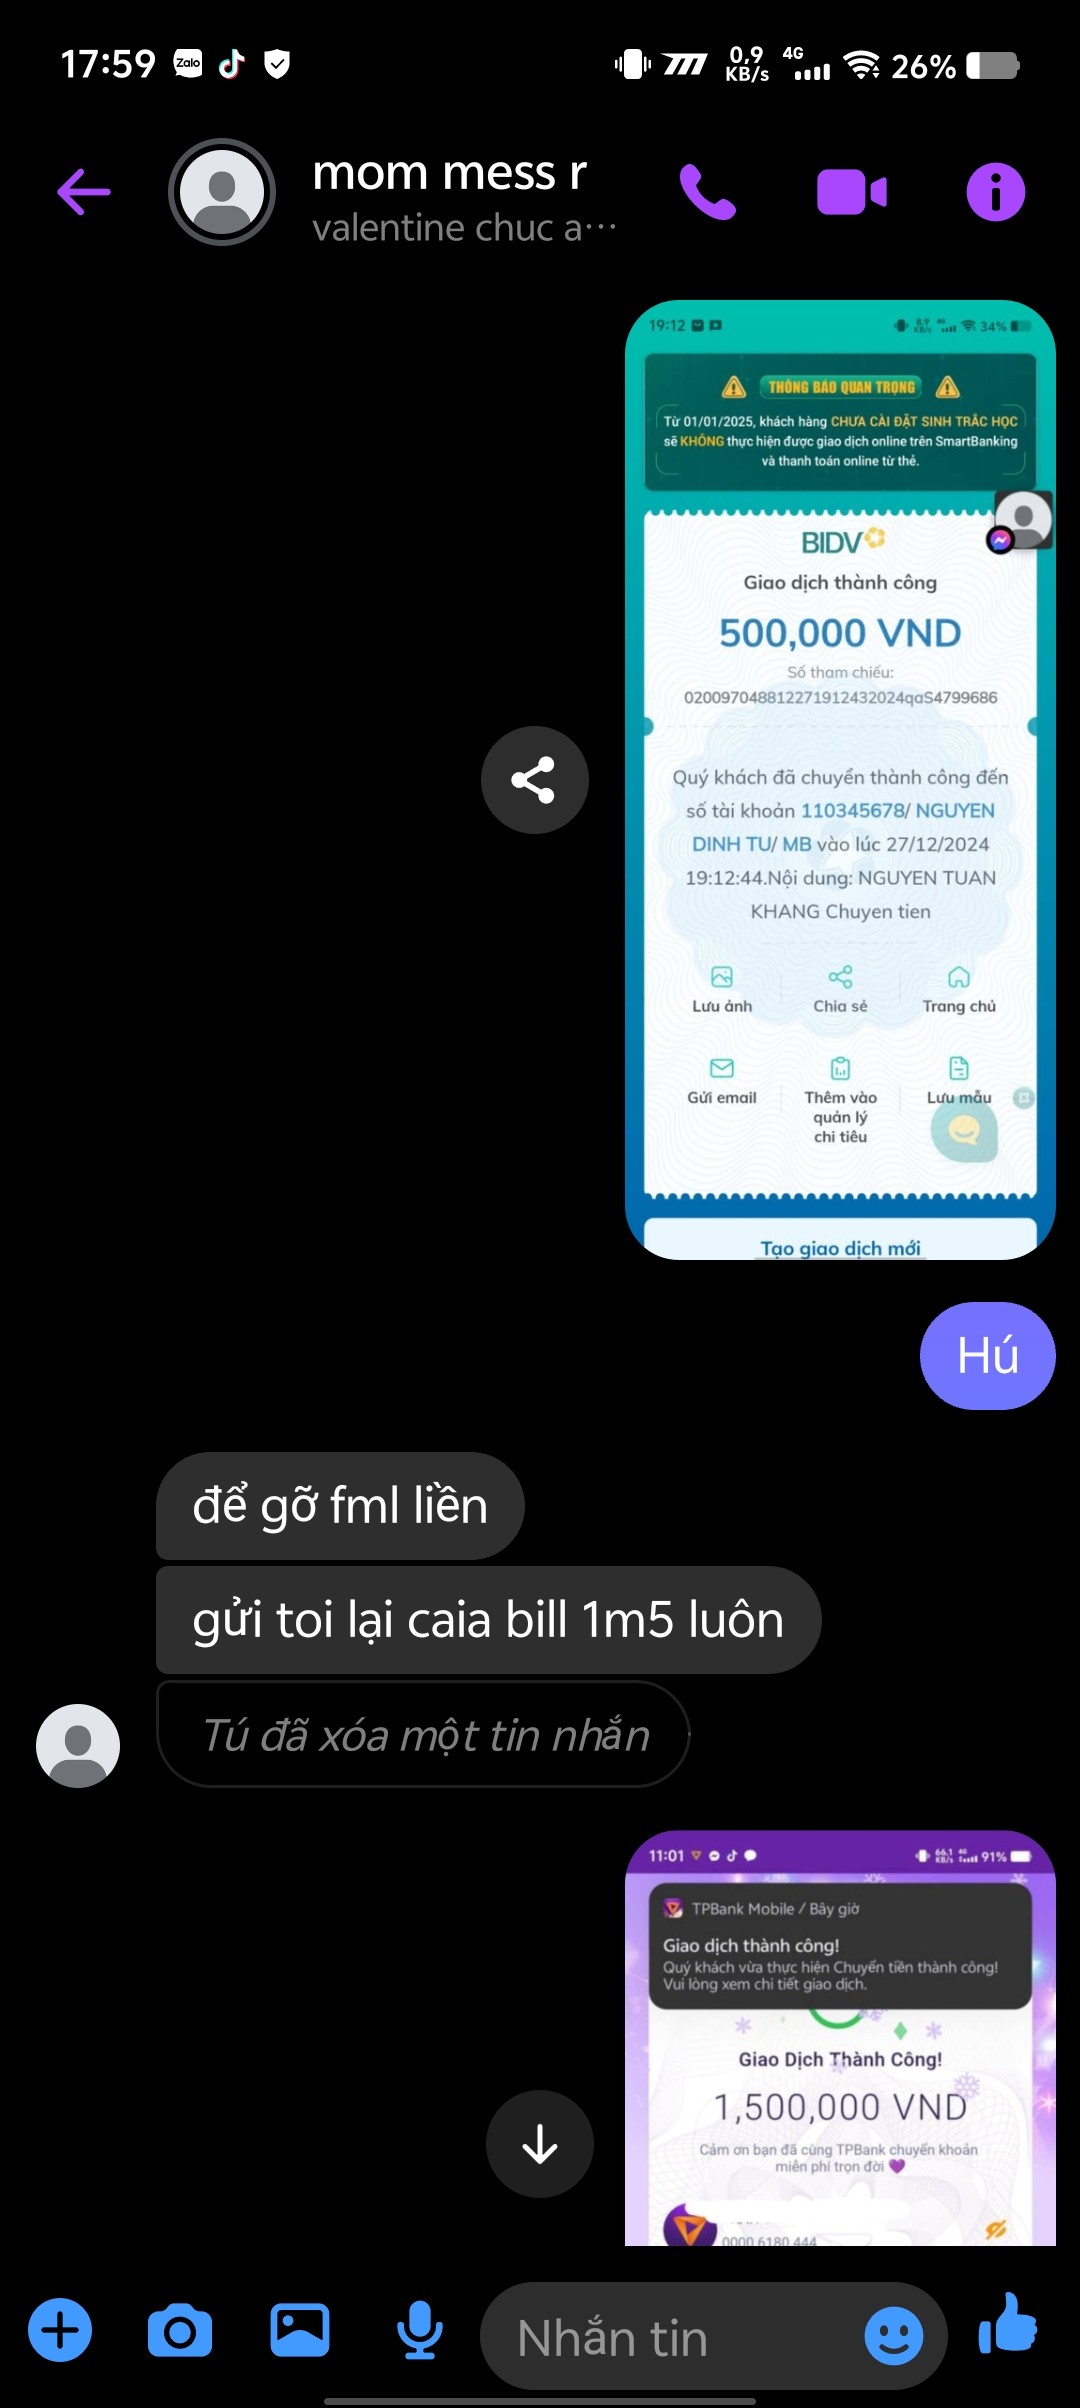 17:59 Zalo 0,9 KB/s 4G 26%
mom mess r
valentine chuc a...
19:12 8,9 KB/s 4G 34%
THÔNG BÁO QUAN TRỌNG
Từ 01/01/2025, khách hàng CHƯA CÀI ĐẶT SINH TRẮC HỌC
sẽ KHÔNG thực hiện được giao dịch online trên SmartBanking
và thanh toán online từ thẻ.
BIDV
Giao dịch thành công
500,000 VND
Số tham chiếu:
020097048812271912432024qaS4799686
Quý khách đã chuyển thành công đến
số tài khoản 110345678/ NGUYEN
DINH TU/ MB vào lúc 27/12/2024
19:12:44.Nội dung: NGUYEN TUAN
KHANG Chuyen tien
Lưu ảnh Chia sẻ Trang chủ
Gửi email Thêm vào Lưu mẫu
quản lý
chi tiêu
Tạo giao dịch mới
Hú
để gỡ fml liền
gửi toi lại caia bill 1m5 luôn
Tú đã xóa một tin nhắn
11:01 66,1 KB/s 4G 91%
TPBank Mobile / Bây giờ
Giao dịch thành công!
Quý khách vừa thực hiện Chuyển tiền thành công!
Vui lòng xem chi tiết giao dịch.
Giao Dịch Thành Công!
1,500,000 VND
Cảm ơn bạn đã cùng TPBank chuyển khoản
miễn phí trọn đời 💜
0000 6180 444
Nhắn tin